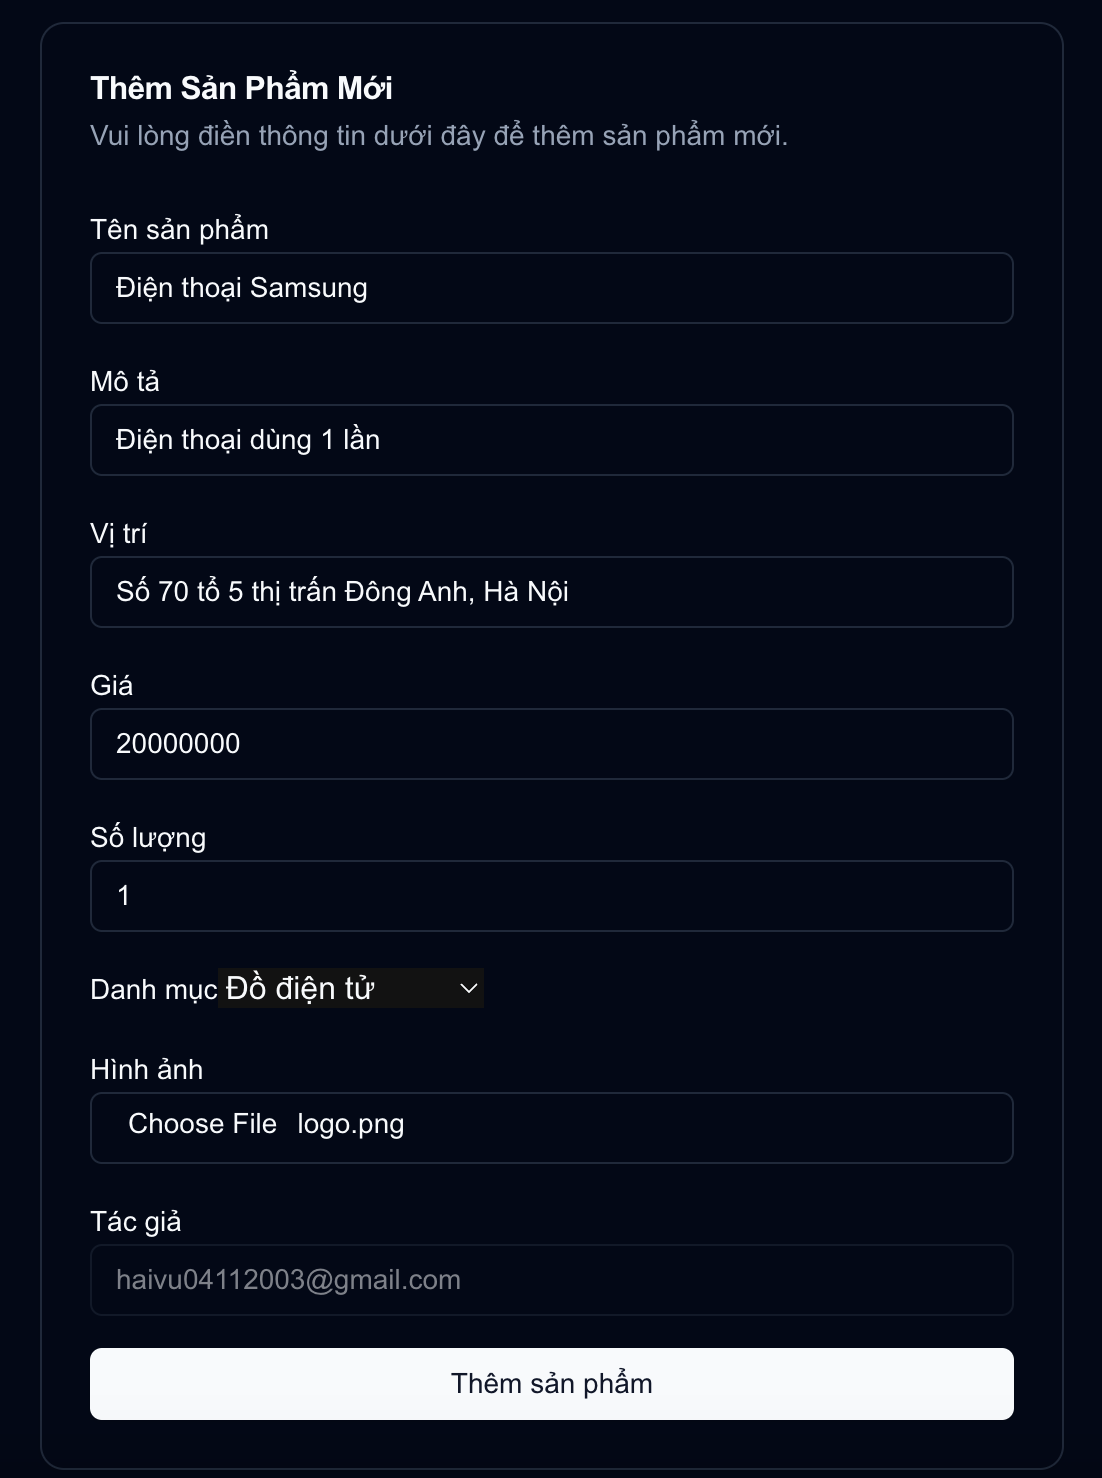 Thêm Sản Phẩm Mới
Vui lòng điền thông tin dưới đây để thêm sản phẩm mới.
Tên sản phẩm
Điện thoại Samsung
Mô tả
Điện thoại dùng 1 lần
Vị trí
Số 70 tổ 5 thị trấn Đông Anh, Hà Nội
Giá
20000000
Số lượng
1
Danh mục Đồ điện tử
Hình ảnh
Choose File logo.png
Tác giả
haivu04112003@gmail.com
Thêm sản phẩm